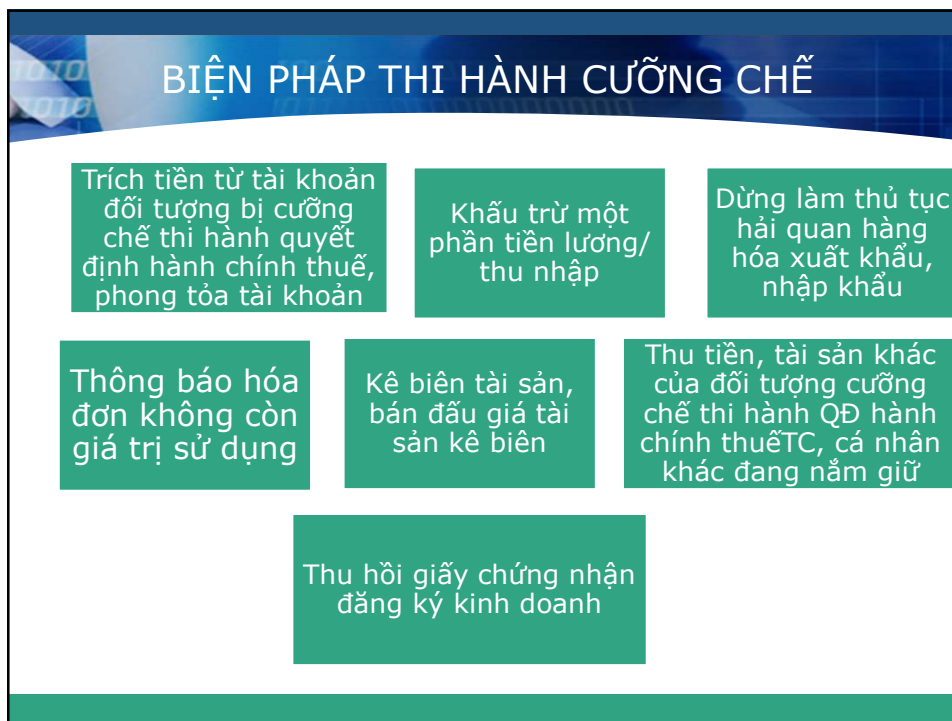 BIỆN PHÁP THI HÀNH CƯỠNG CHẾ
Trích tiền từ tài khoản
đối tượng bị cưỡng
chế thi hành quyết
định hành chính thuế,
phong tỏa tài khoản
Khấu trừ một
phần tiền lương/
thu nhập
Dừng làm thủ tục
hải quan hàng
hóa xuất khẩu,
nhập khẩu
Thông báo hóa
đơn không còn
giá trị sử dụng
Kê biên tài sản,
bán đấu giá tài
sản kê biên
Thu tiền, tài sản khác
của đối tượng cưỡng
chế thi hành QĐ hành
chính thuếTC, cá nhân
khác đang nắm giữ
Thu hồi giấy chứng nhận
đăng ký kinh doanh